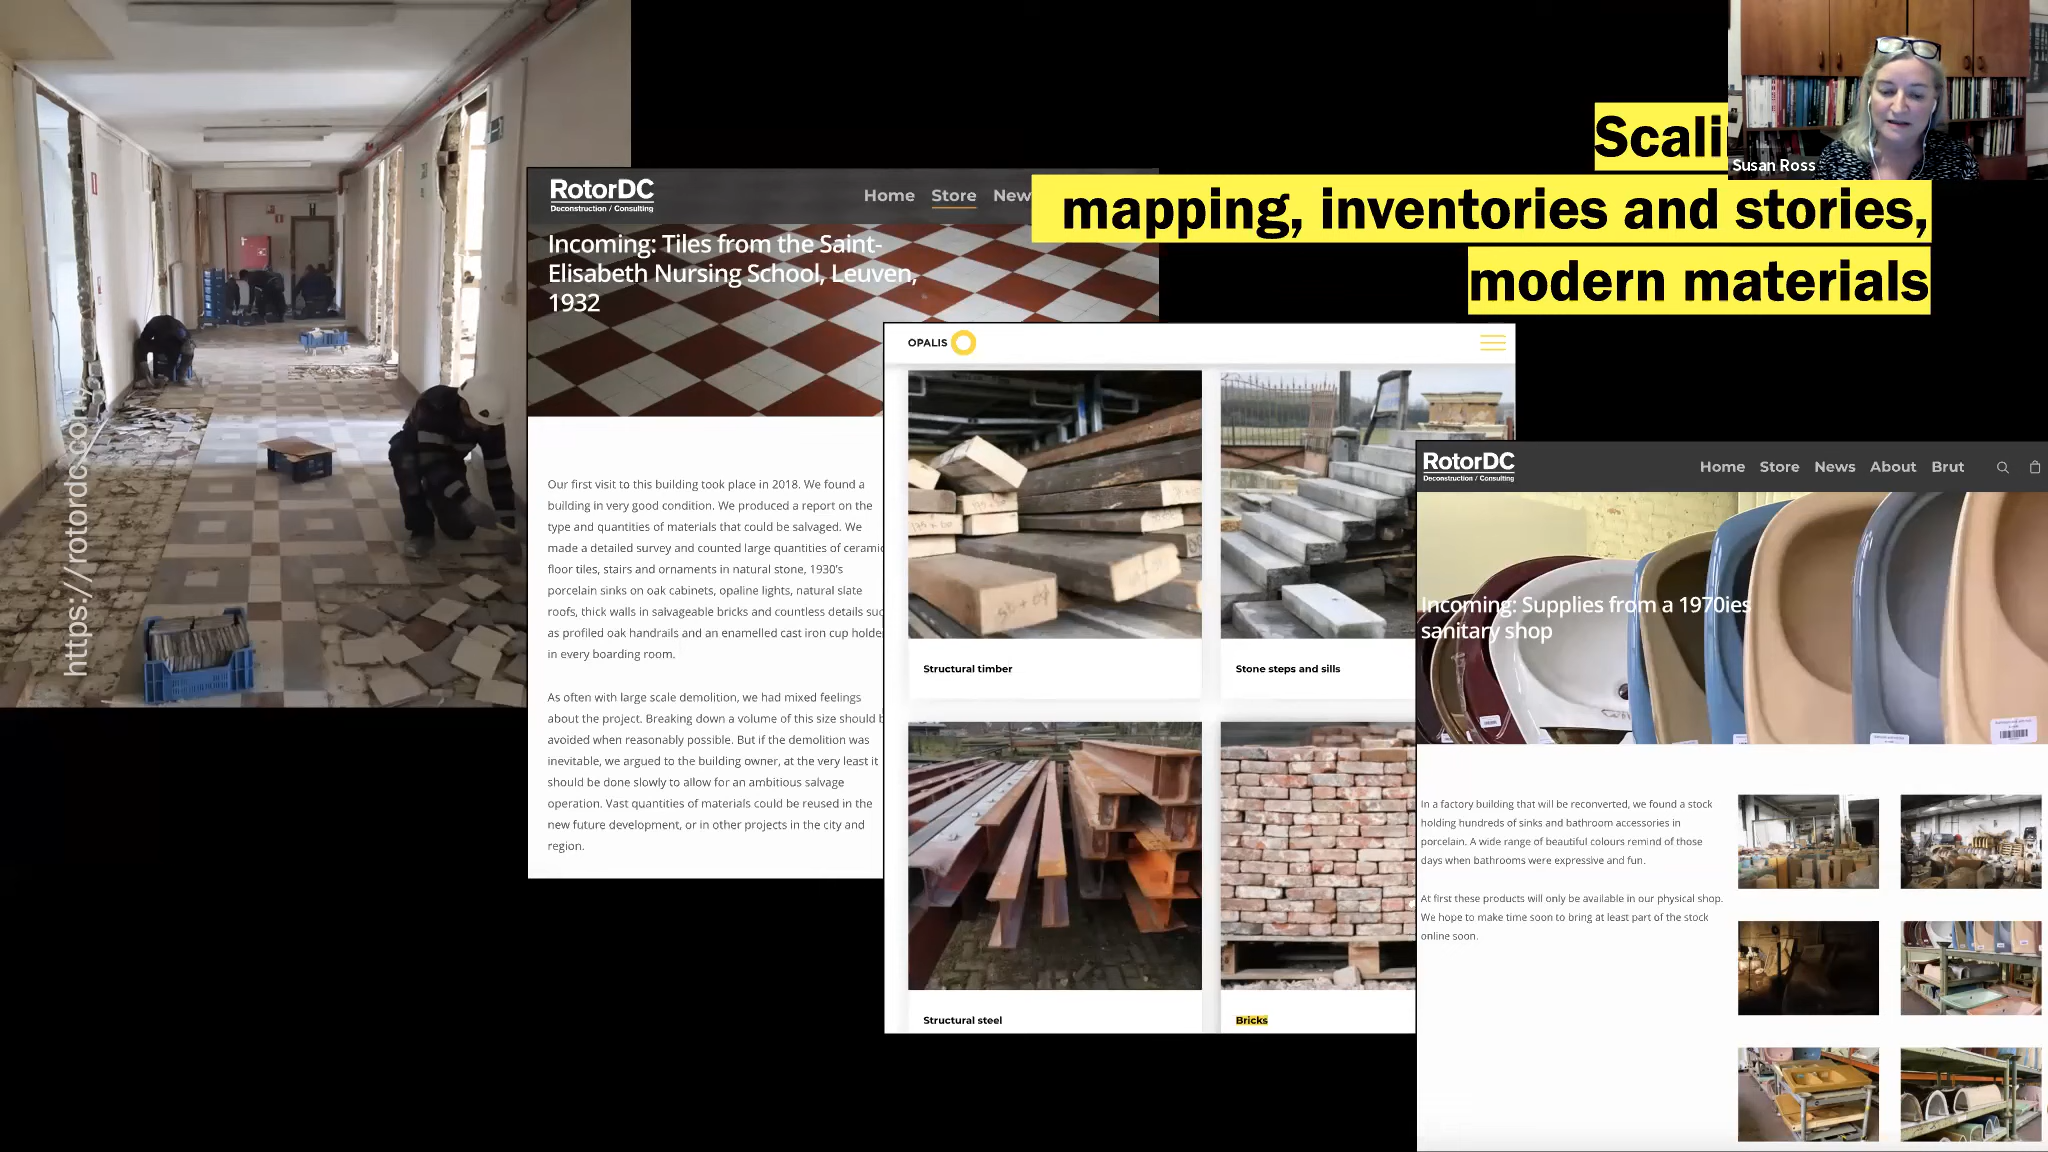 Susan Ross
Scali
mapping, inventories and stories,
modern materials
https://rotordc.com
RotorDC
Deconstruction / Consulting
Home Store New
Incoming: Tiles from the Saint-
Elisabeth Nursing School, Leuven,
1932
Our first visit to this building took place in 2018. We found a
building in very good condition. We produced a report on the
type and quantities of materials that could be salvaged. We
made a detailed survey and counted large quantities of ceramic
floor tiles, stairs and ornaments in natural stone, 1930's
porcelain sinks on oak cabinets, opaline lights, natural slate
roofs, thick walls in salvageable bricks and countless details suc
as profiled oak handrails and an enamelled cast iron cup holde
in every boarding room.
As often with large scale demolition, we had mixed feelings
about the project. Breaking down a volume of this size should b
avoided when reasonably possible. But if the demolition was
inevitable, we argued to the building owner, at the very least it
should be done slowly to allow for an ambitious salvage
operation. Vast quantities of materials could be reused in the
new future development, or in other projects in the city and
region.
OPALIS
Structural timber
Stone steps and sills
Structural steel
Bricks
RotorDC
Deconstruction / Consulting
Home Store News About Brut
Incoming: Supplies from a 1970ies
sanitary shop
In a factory building that will be reconverted, we found a stock
holding hundreds of sinks and bathroom accessories in
porcelain. A wide range of beautiful colours remind of those
days when bathrooms were expressive and fun.
At first these products will only be available in our physical shop.
We hope to make time soon to bring at least part of the stock
online soon.